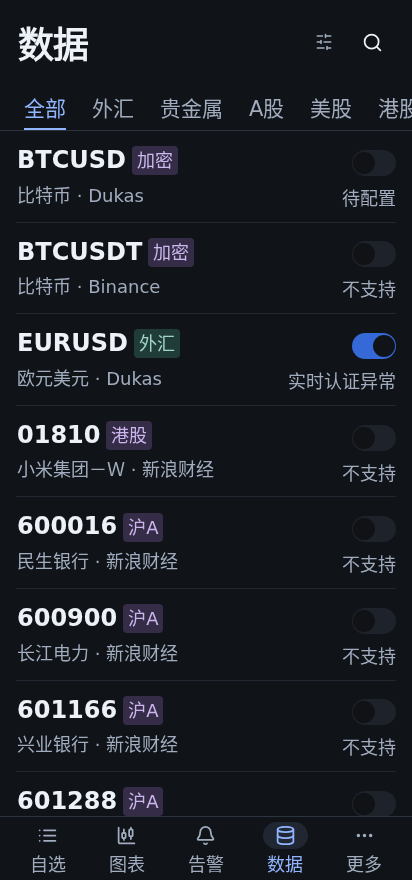 数据
全部 外汇 贵金属 A股 美股 港股
BTCUSD 加密
比特币 · Dukas 待配置
BTCUSDT 加密
比特币 · Binance 不支持
EURUSD 外汇
欧元美元 · Dukas 实时认证异常
01810 港股
小米集团－W · 新浪财经 不支持
600016 沪A
民生银行 · 新浪财经 不支持
600900 沪A
长江电力 · 新浪财经 不支持
601166 沪A
兴业银行 · 新浪财经 不支持
601288 沪A
自选 图表 告警 数据 更多